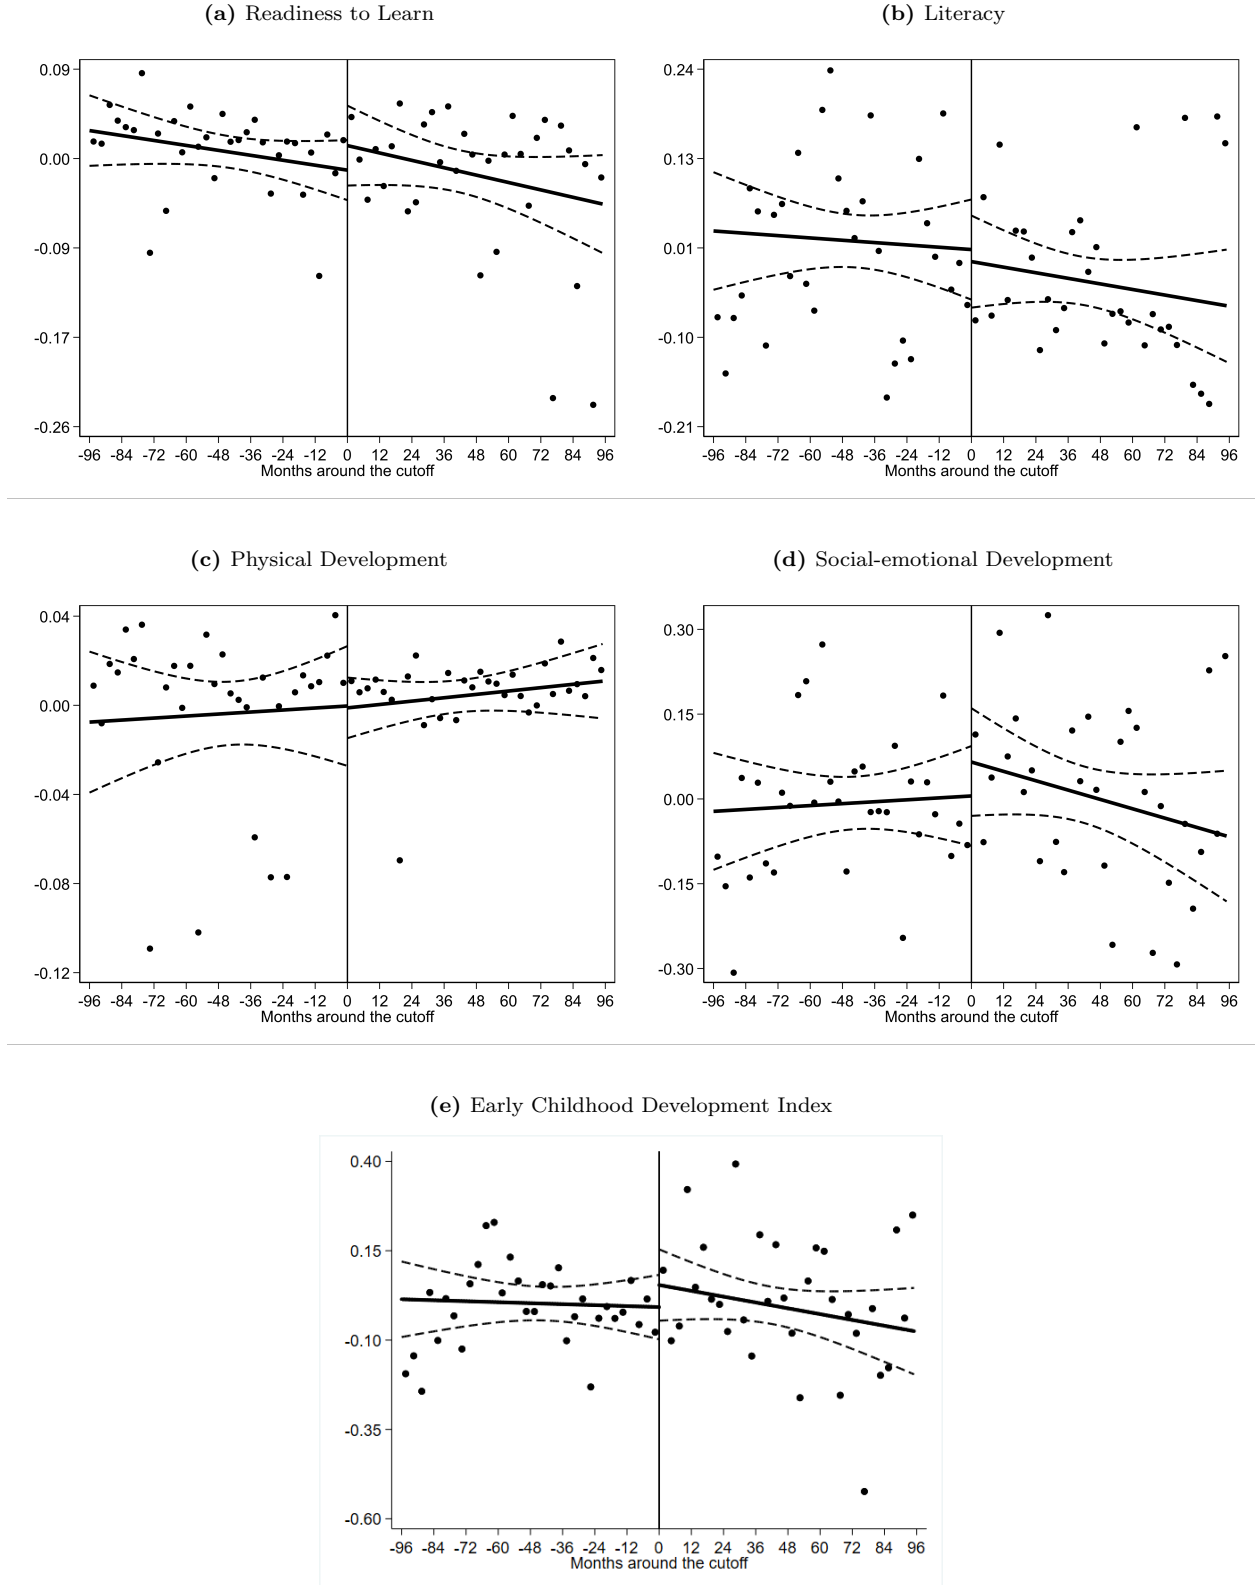 (a) Readiness to Learn
0.09
0.00
-0.09
-0.17
-0.26
-96 -84 -72 -60 -48 -36 -24 -12 0 12 24 36 48 60 72 84 96
Months around the cutoff
(b) Literacy
0.24
0.13
0.01
-0.10
-0.21
-96 -84 -72 -60 -48 -36 -24 -12 0 12 24 36 48 60 72 84 96
Months around the cutoff
(c) Physical Development
0.04
0.00
-0.04
-0.08
-0.12
-96 -84 -72 -60 -48 -36 -24 -12 0 12 24 36 48 60 72 84 96
Months around the cutoff
(d) Social-emotional Development
0.30
0.15
0.00
-0.15
-0.30
-96 -84 -72 -60 -48 -36 -24 -12 0 12 24 36 48 60 72 84 96
Months around the cutoff
(e) Early Childhood Development Index
0.40
0.15
-0.10
-0.35
-0.60
-96 -84 -72 -60 -48 -36 -24 -12 0 12 24 36 48 60 72 84 96
Months around the cutoff